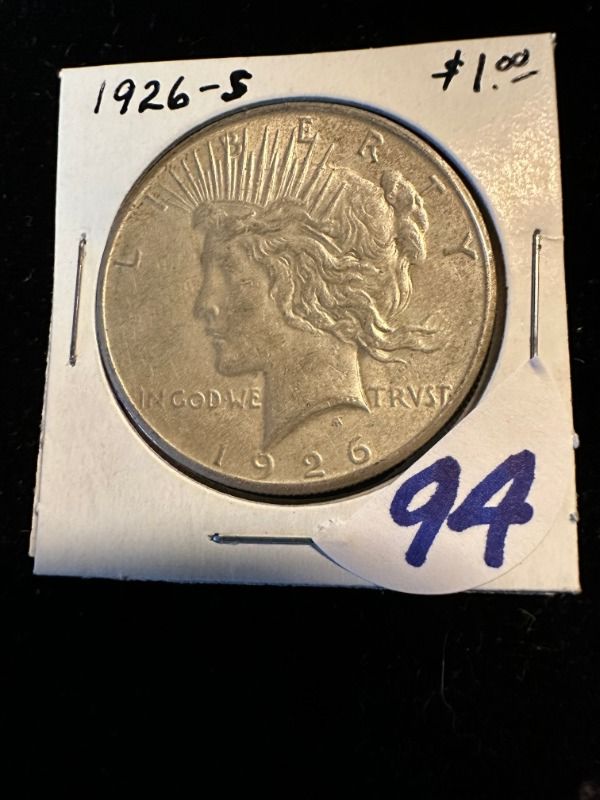 1926-S $1.00
LIBERTY
IN GOD WE TRVST
1926
94